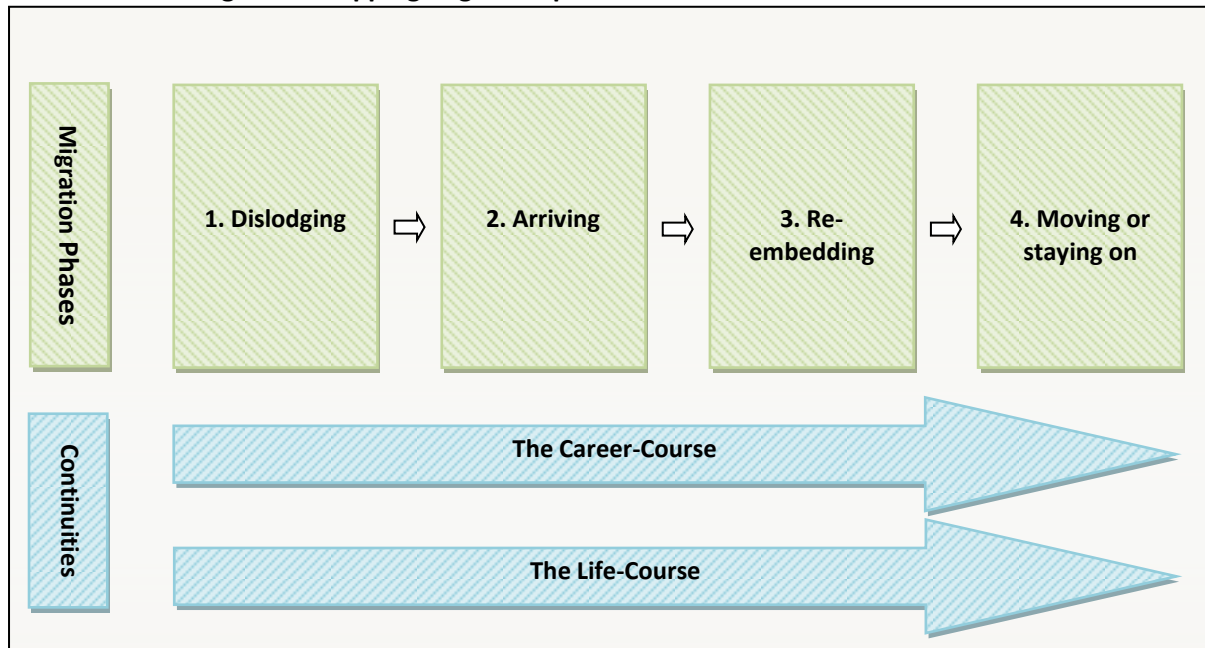 Migration Phases
1. Dislodging
2. Arriving
3. Re-
embedding
4. Moving or
staying on
Continuities
The Career-Course
The Life-Course